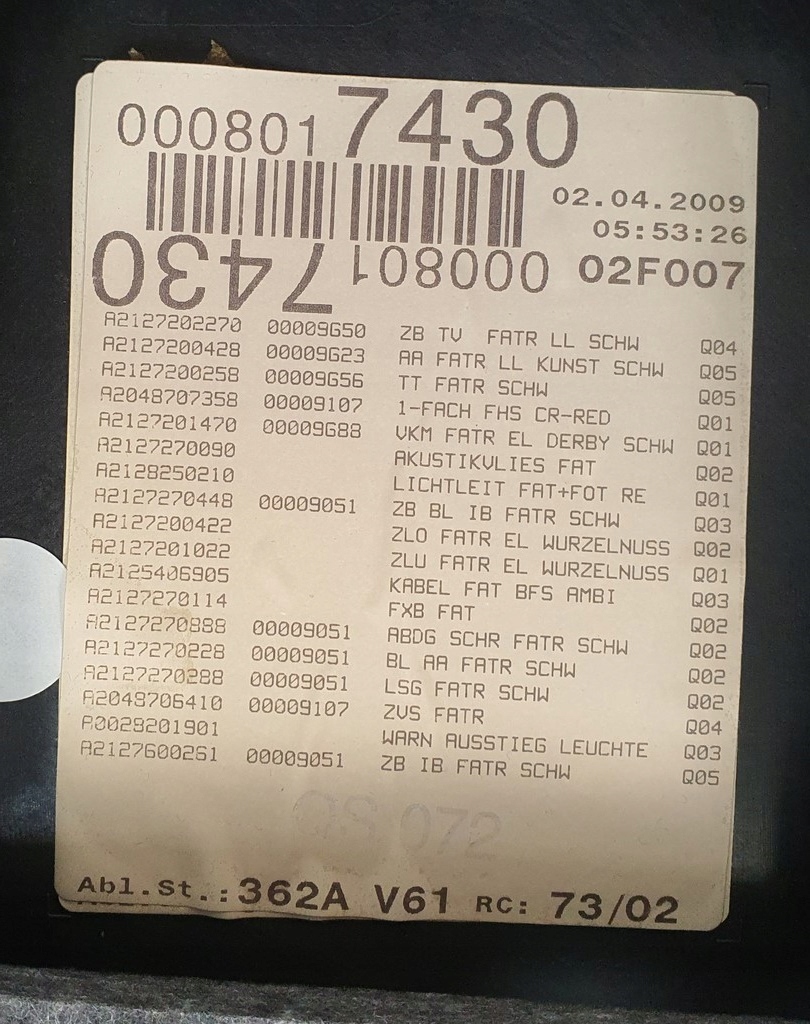 0008017430
02.04.2009
05:53:26
0008017430 02F007
A2127202270 00009G50 ZB TV FATR LL SCHW Q04
A2127200428 00009G23 AA FATR LL KUNST SCHW Q05
A2127200258 00009G56 TT FATR SCHW Q05
A2048707358 00009107 1-FACH FHS CR-RED Q01
A2127201470 00009G88 VKM FATR EL DERBY SCHW Q01
A2127270090 AKUSTIKVLIES FAT Q02
A2128250210 LICHTLEIT FAT+FOT RE Q01
A2127270448 00009051 ZB BL IB FATR SCHW Q03
A2127200422 ZLO FATR EL WURZELNUSS Q02
A2127201022 ZLU FATR EL WURZELNUSS Q01
A2125406905 KABEL FAT BFS AMBI Q03
A2127270114 FXB FAT Q02
A2127270888 00009051 ABDG SCHR FATR SCHW Q02
A2127270228 00009051 BL AA FATR SCHW Q02
A2127270288 00009051 LSG FATR SCHW Q02
A2048706410 00009107 ZVS FATR Q04
A0028201901 WARN AUSSTIEG LEUCHTE Q03
A2127600261 00009051 ZB IB FATR SCHW Q05
072
Abl.St.:362A V61 RC: 73/02